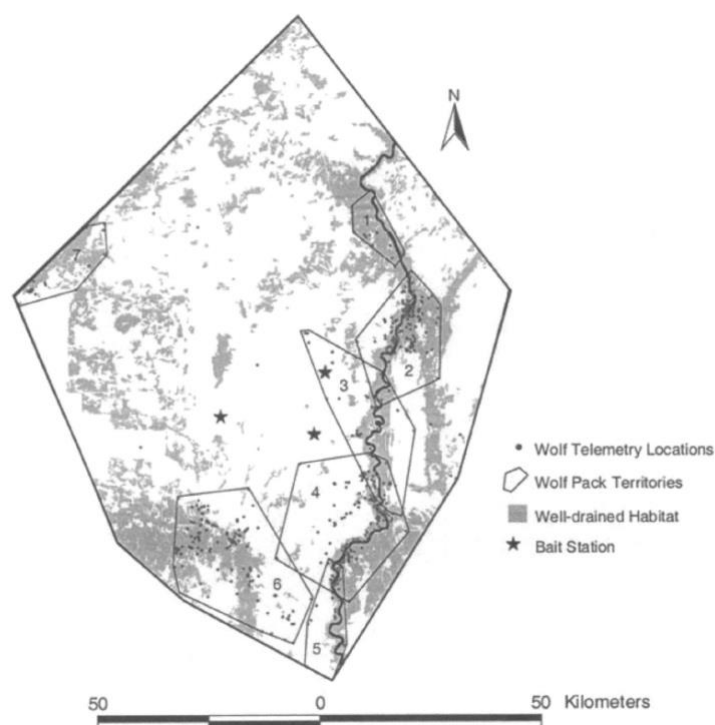 N
1
7
2
3
4
6
5
Wolf Telemetry Locations
Wolf Pack Territories
Well-drained Habitat
Bait Station
50 0 50 Kilometers